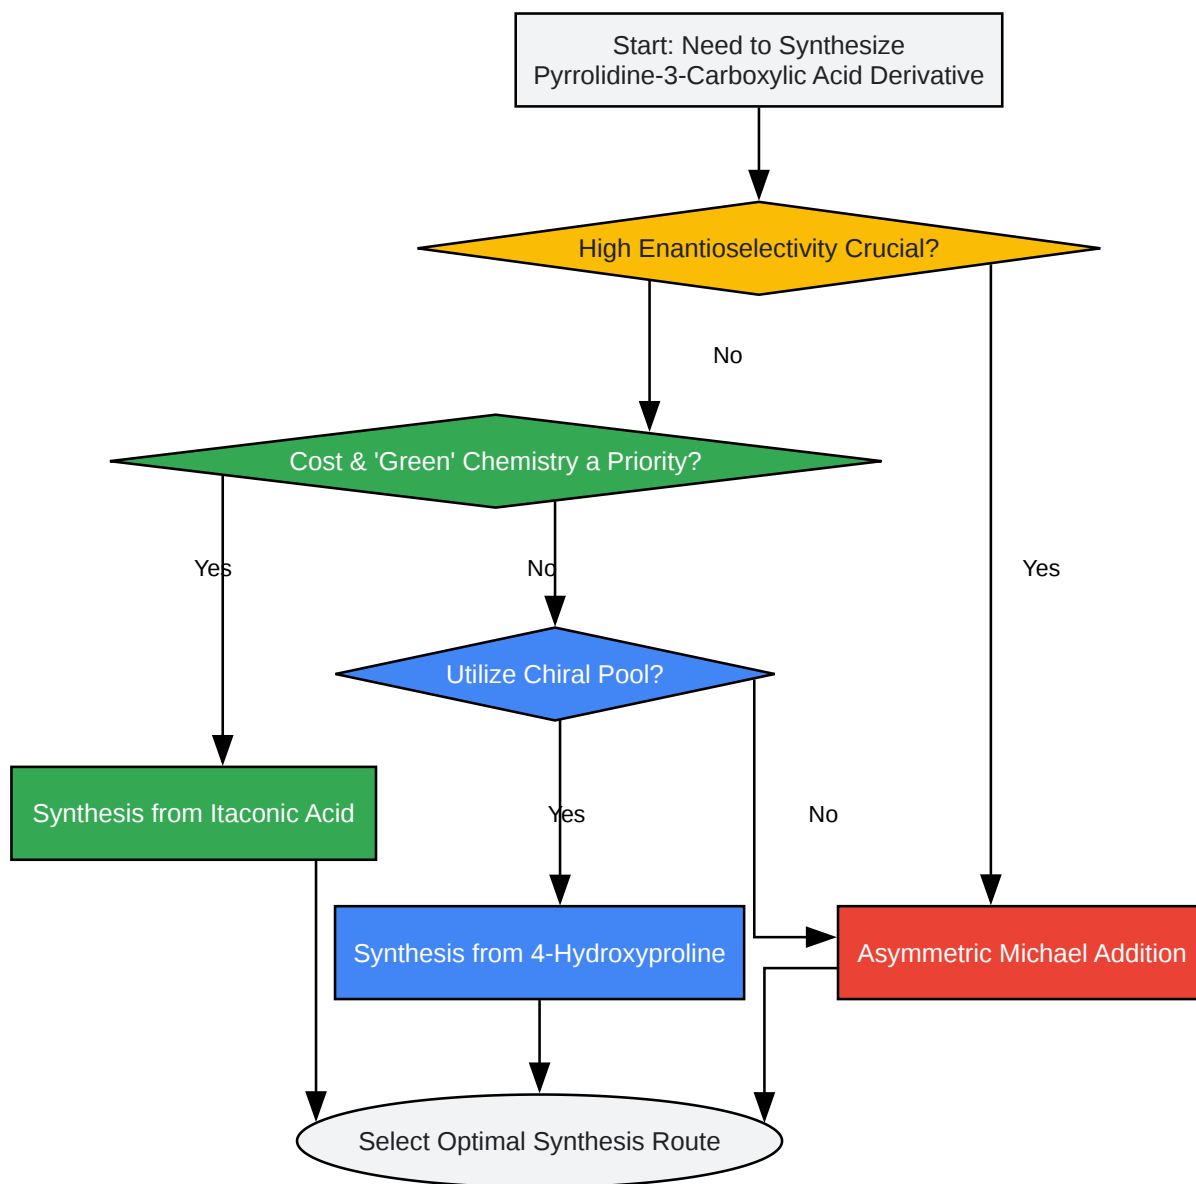 Start: Need to Synthesize
Pyrrolidine-3-Carboxylic Acid Derivative
High Enantioselectivity Crucial?
No
Cost & 'Green' Chemistry a Priority?
Yes
No
Yes
Utilize Chiral Pool?
Synthesis from Itaconic Acid
Yes
No
Synthesis from 4-Hydroxyproline
Asymmetric Michael Addition
Select Optimal Synthesis Route